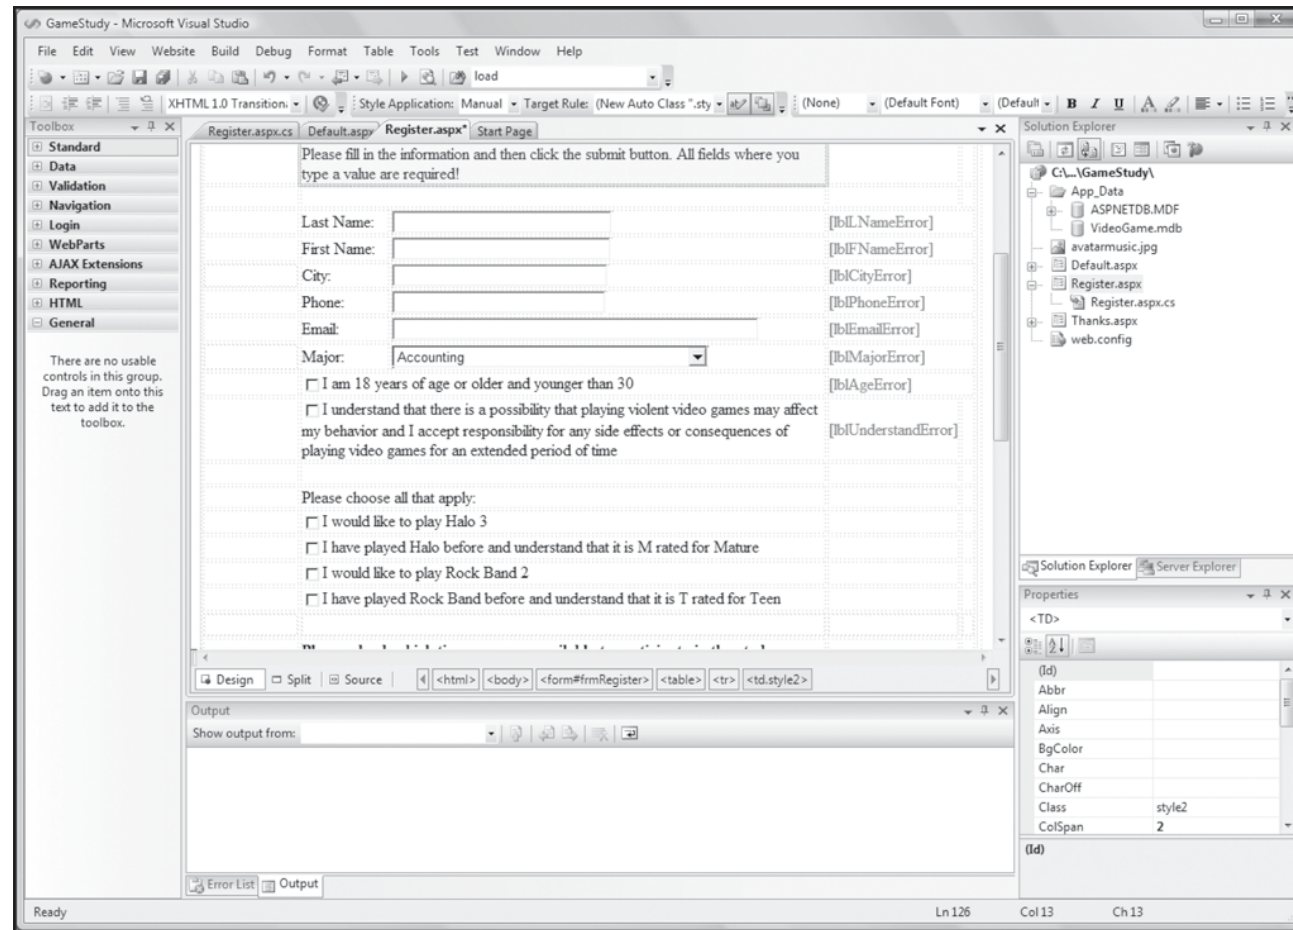 GameStudy - Microsoft Visual Studio
File Edit View Website Build Debug Format Table Tools Test Window Help
load
XHTML 1.0 Transition: Style Application: Manual Target Rule: (New Auto Class ".sty (None) (Default Font) (Default B I U A
Toolbox
Standard
Data
Validation
Navigation
Login
WebParts
AJAX Extensions
Reporting
HTML
General
There are no usable
controls in this group.
Drag an item onto this
text to add it to the
toolbox.
Register.aspx.cs Default.aspx Register.aspx* Start Page
Please fill in the information and then click the submit button. All fields where you
type a value are required!
Last Name: [lblLNameError]
First Name: [lblFNameError]
City: [lblCityError]
Phone: [lblPhoneError]
Email: [lblEmailError]
Major: Accounting [lblMajorError]
I am 18 years of age or older and younger than 30 [lblAgeError]
I understand that there is a possibility that playing violent video games may affect
my behavior and I accept responsibility for any side effects or consequences of [lblUnderstandError]
playing video games for an extended period of time
Please choose all that apply:
I would like to play Halo 3
I have played Halo before and understand that it is M rated for Mature
I would like to play Rock Band 2
I have played Rock Band before and understand that it is T rated for Teen
Design Split Source <html> <body> <form#frmRegister> <table> <tr> <td.style2>
Output
Show output from:
Error List Output
Solution Explorer
C:\...\GameStudy\
App_Data
ASPNETDB.MDF
VideoGame.mdb
avatarmusic.jpg
Default.aspx
Register.aspx
Register.aspx.cs
Thanks.aspx
web.config
Solution Explorer Server Explorer
Properties
<TD>
(Id)
Abbr
Align
Axis
BgColor
Char
CharOff
Class style2
ColSpan 2
(Id)
Ready Ln 126 Col 13 Ch 13